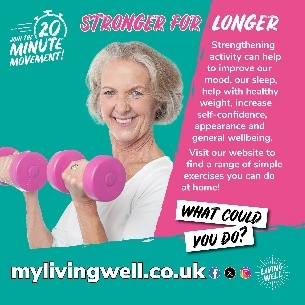 JOIN THE
20
MINUTE
MOVEMENT!
STRONGER FOR LONGER
Strengthening
activity can help
to improve our
mood, our sleep,
help with healthy
weight, increase
self-confidence,
appearance and
general wellbeing.
Visit our website to
find a range of simple
exercises you can do
at home!
WHAT COULD
YOU DO?
mylivingwell.co.uk
LIVING
WELL